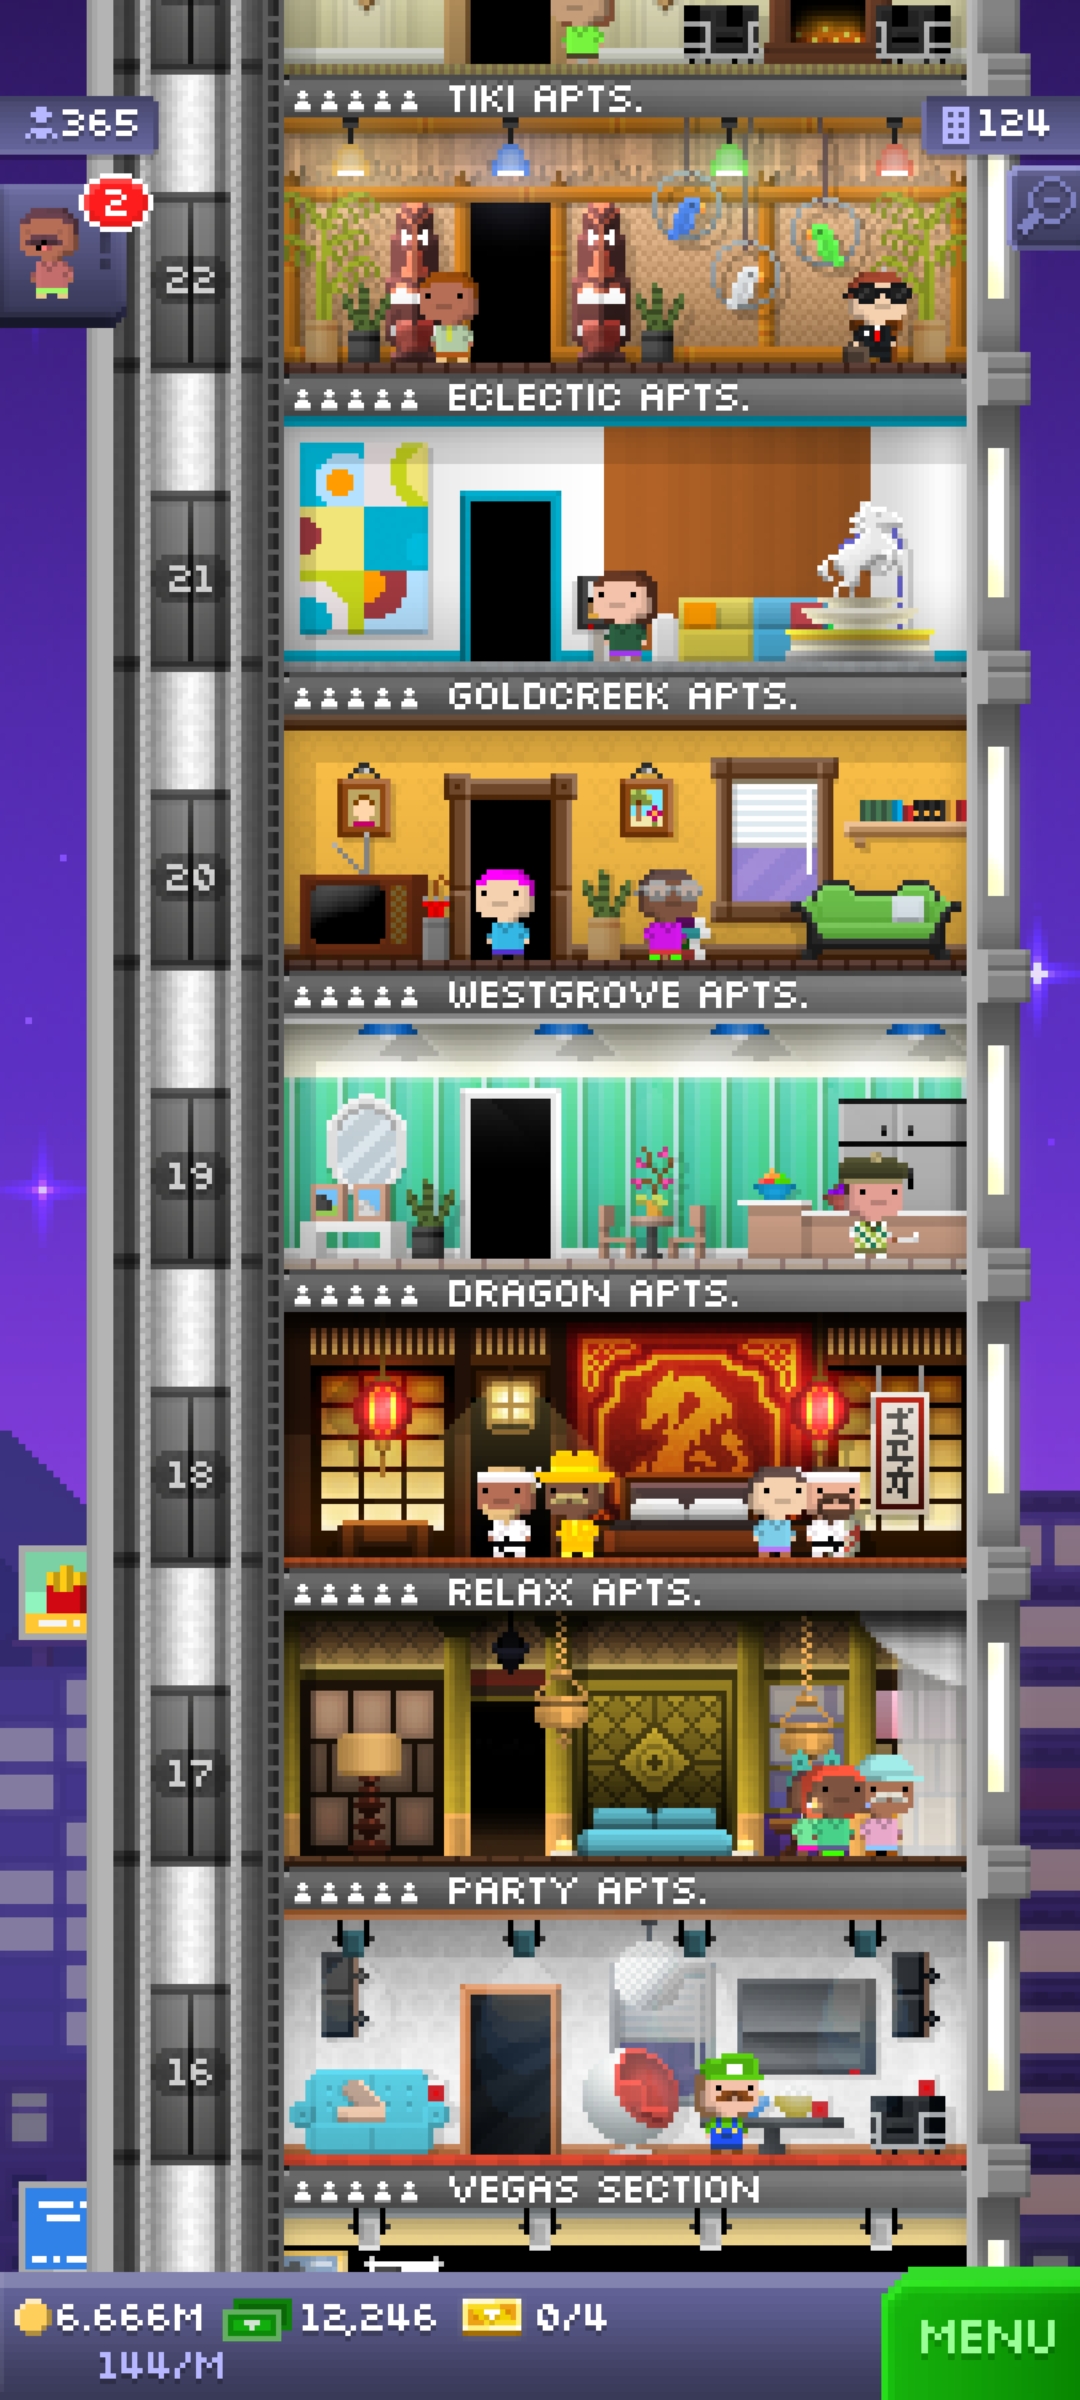 TIKI APTS.
365
124
2
22
ECLECTIC APTS.
21
GOLDCREEK APTS.
20
WESTGROVE APTS.
19
DRAGON APTS.
18
RELAX APTS.
17
PARTY APTS.
16
VEGAS SECTION
6.666M 12,246 0/4
144/M
MENU